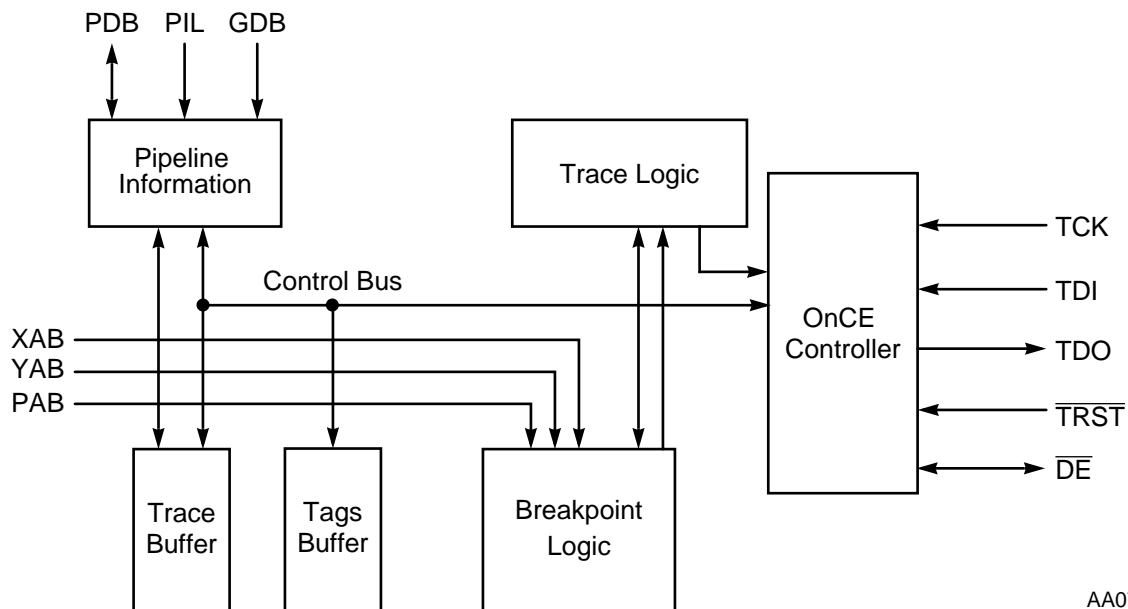 PDB PIL GDB
Pipeline
Information
Trace Logic
TCK
Control Bus
TDI
OnCE
Controller
XAB
TDO
YAB
PAB
TRST
DE
Trace
Buffer
Tags
Buffer
Breakpoint
Logic